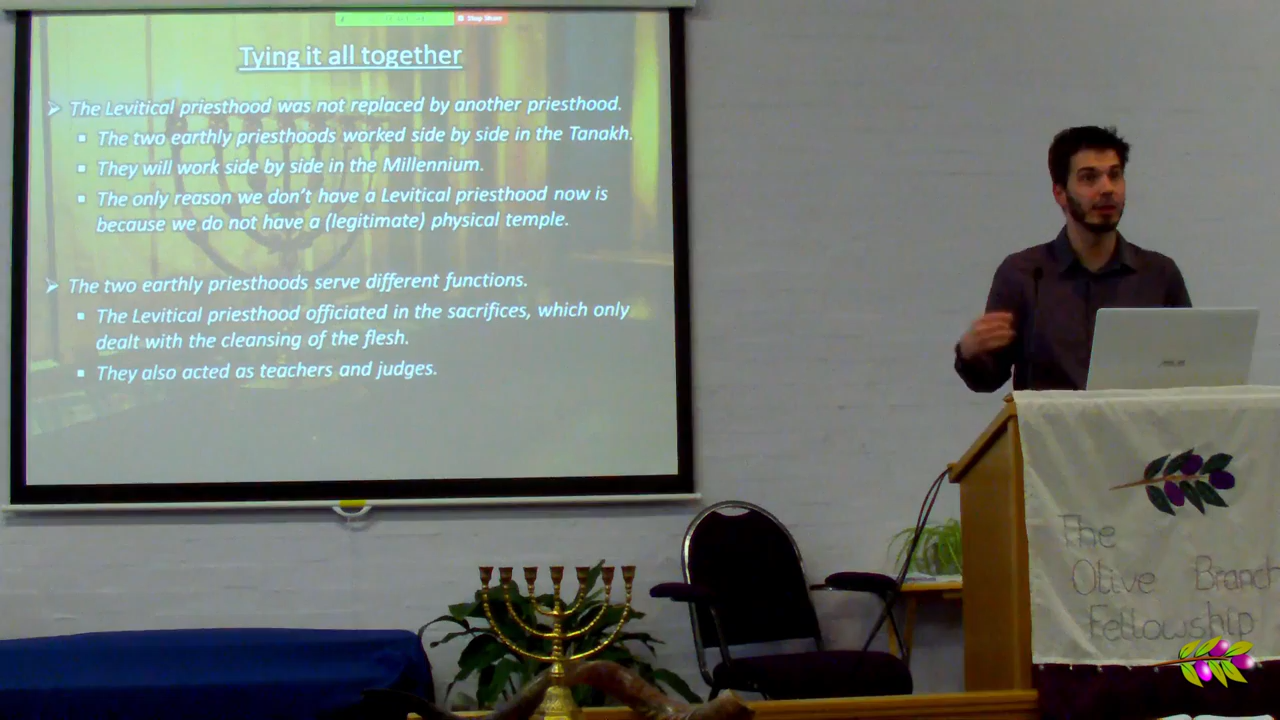 Stop Share
Tying it all together
➢ The Levitical priesthood was not replaced by another priesthood.
▪ The two earthly priesthoods worked side by side in the Tanakh.
▪ They will work side by side in the Millennium.
▪ The only reason we don't have a Levitical priesthood now is
because we do not have a (legitimate) physical temple.
➢ The two earthly priesthoods serve different functions.
▪ The Levitical priesthood officiated in the sacrifices, which only
dealt with the cleansing of the flesh.
▪ They also acted as teachers and judges.
ASUS
The
Olive Branch
Fellowship